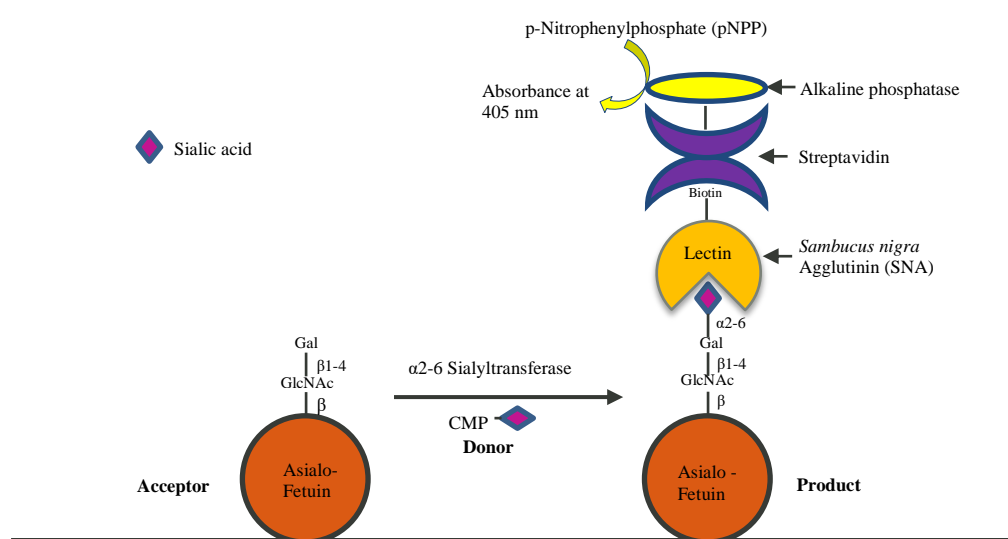 p-Nitrophenylphosphate (pNPP)
Absorbance at
405 nm
Alkaline phosphatase
Sialic acid
Streptavidin
Biotin
Lectin
Sambucus nigra
Agglutinin (SNA)
α2-6
Gal
β1-4
GlcNAc
β
Gal
β1-4
GlcNAc
β
α2-6 Sialyltransferase
CMP
Donor
Acceptor
Asialo-
Fetuin
Asialo -
Fetuin
Product